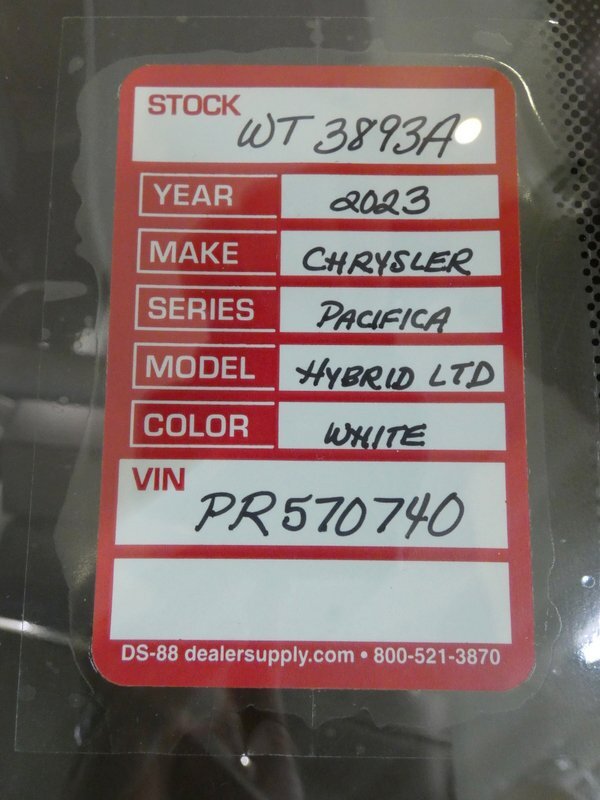 STOCK
WT 3893A
YEAR 2023
MAKE CHRYSLER
SERIES PACIFICA
MODEL HYBRID LTD
COLOR WHITE
VIN
PR570740
DS-88 dealersupply.com • 800-521-3870